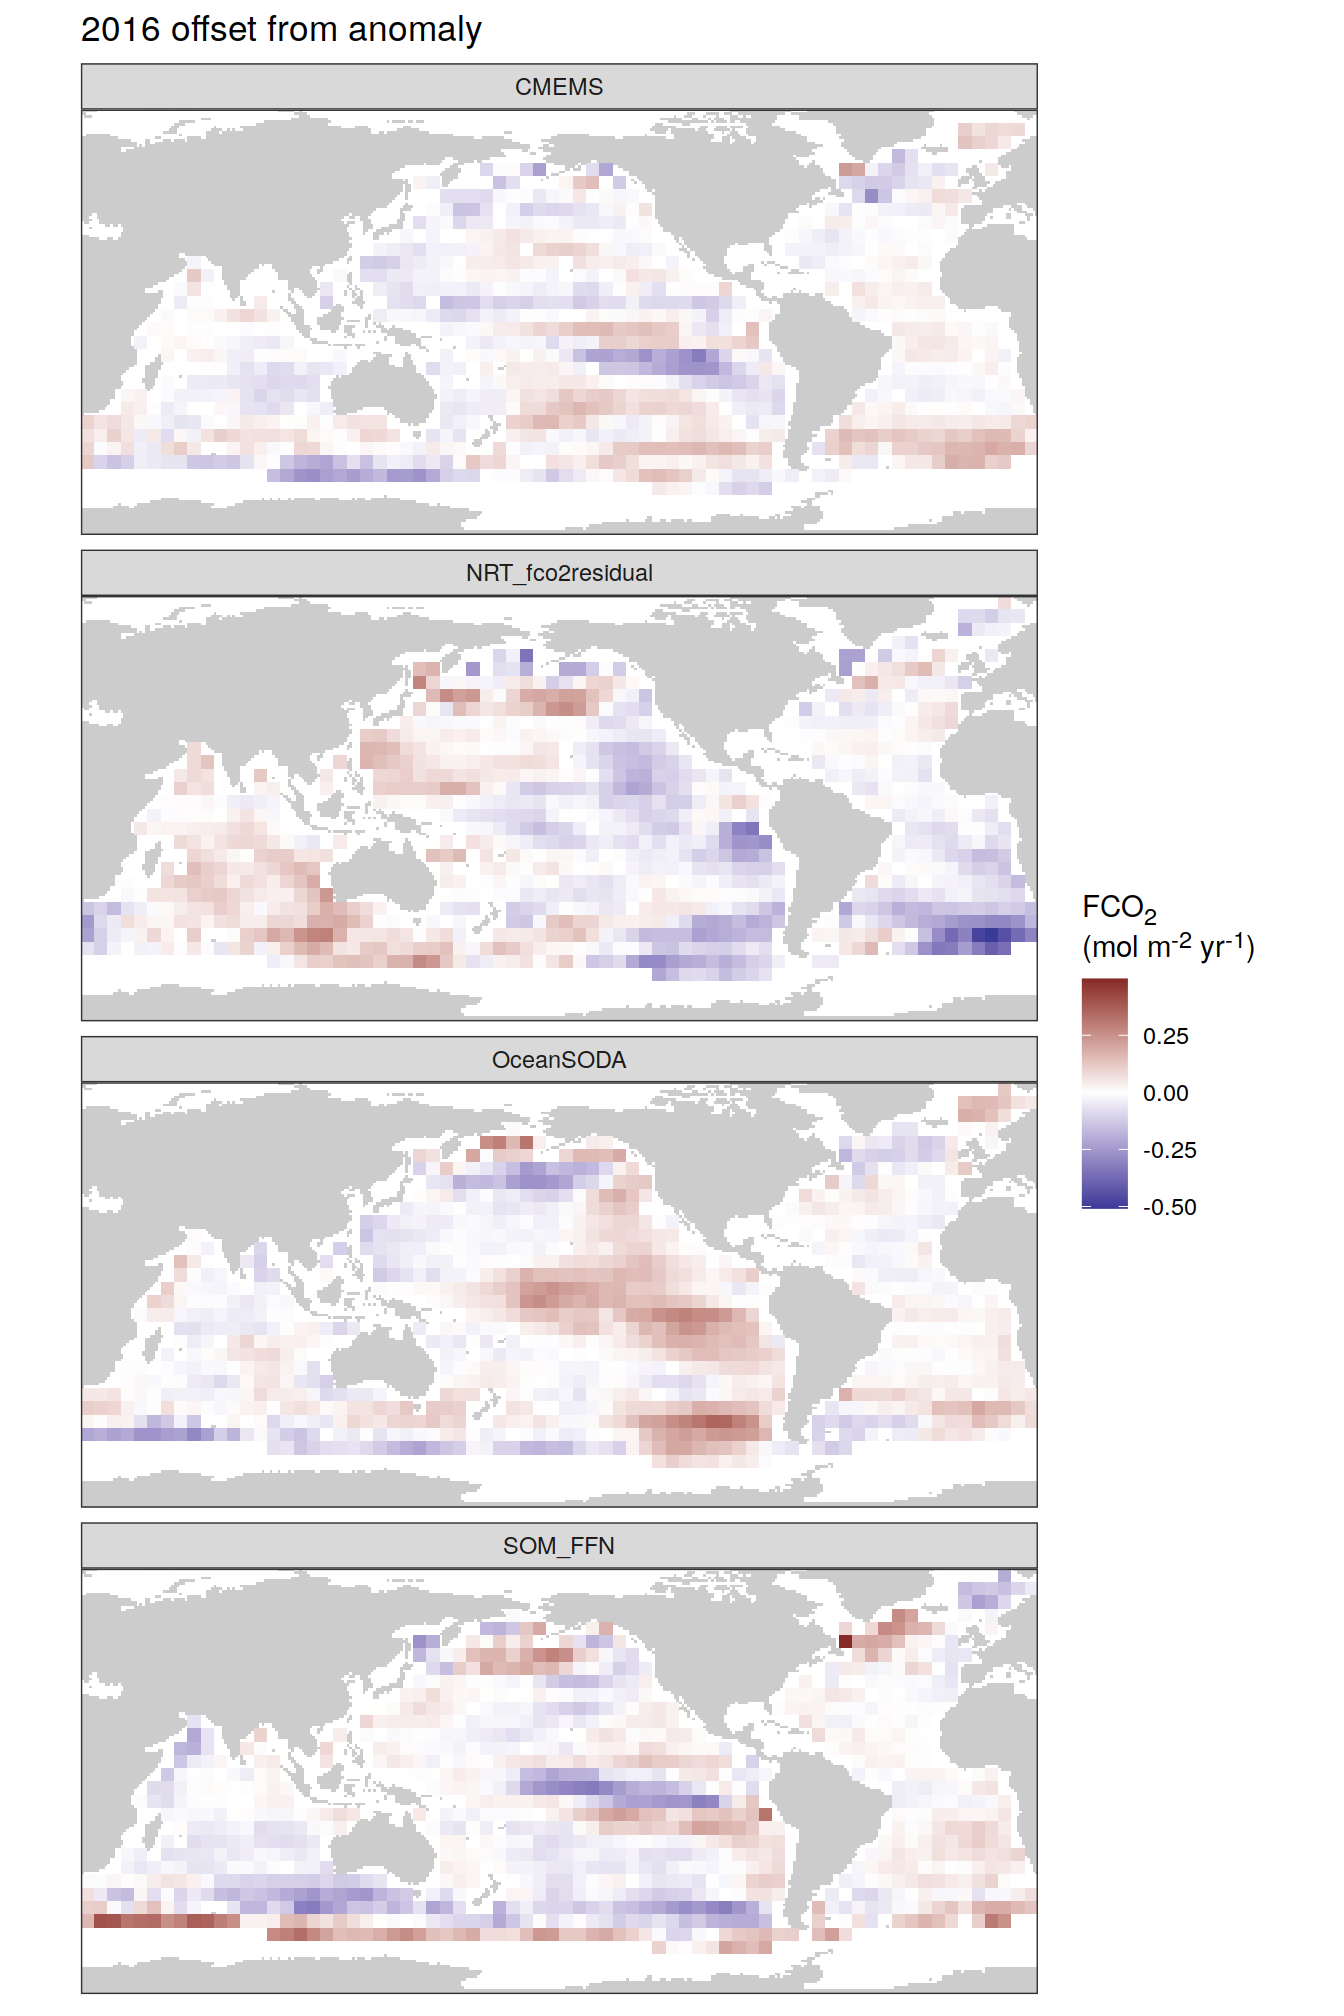 2016 offset from anomaly
CMEMS
NRT_fco2residual
OceanSODA
SOM_FFN
FCO₂
(mol m⁻² yr⁻¹)
0.25
0.00
-0.25
-0.50